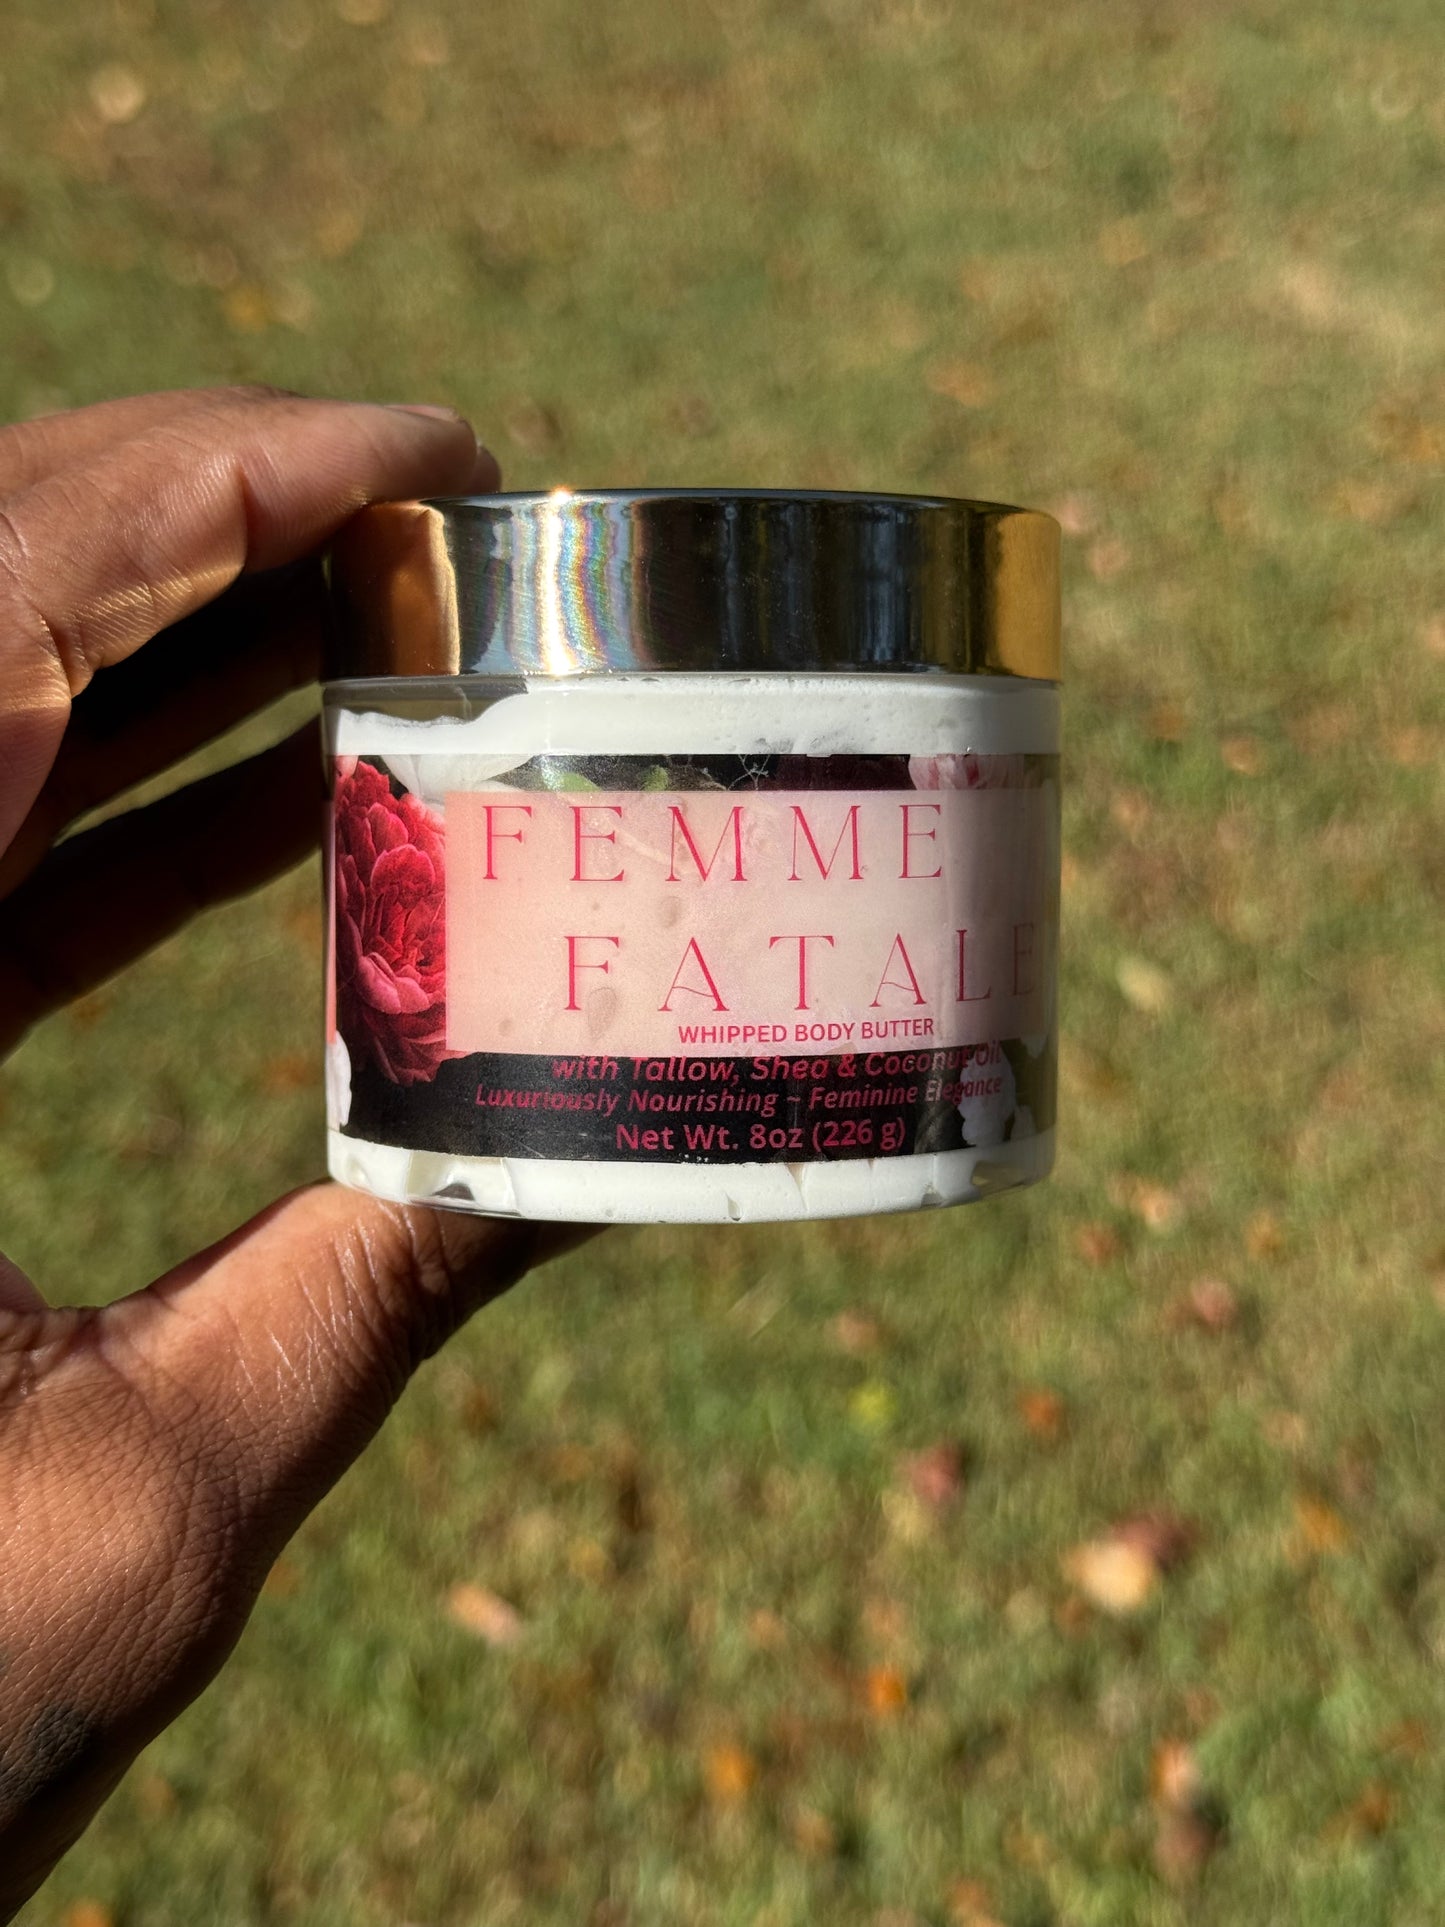 FEMME
FATALE
WHIPPED BODY BUTTER
with Tallow, Shea & Coconut Oil
Luxuriously Nourishing ~ Feminine Elegance
Net Wt. 8oz (226 g)